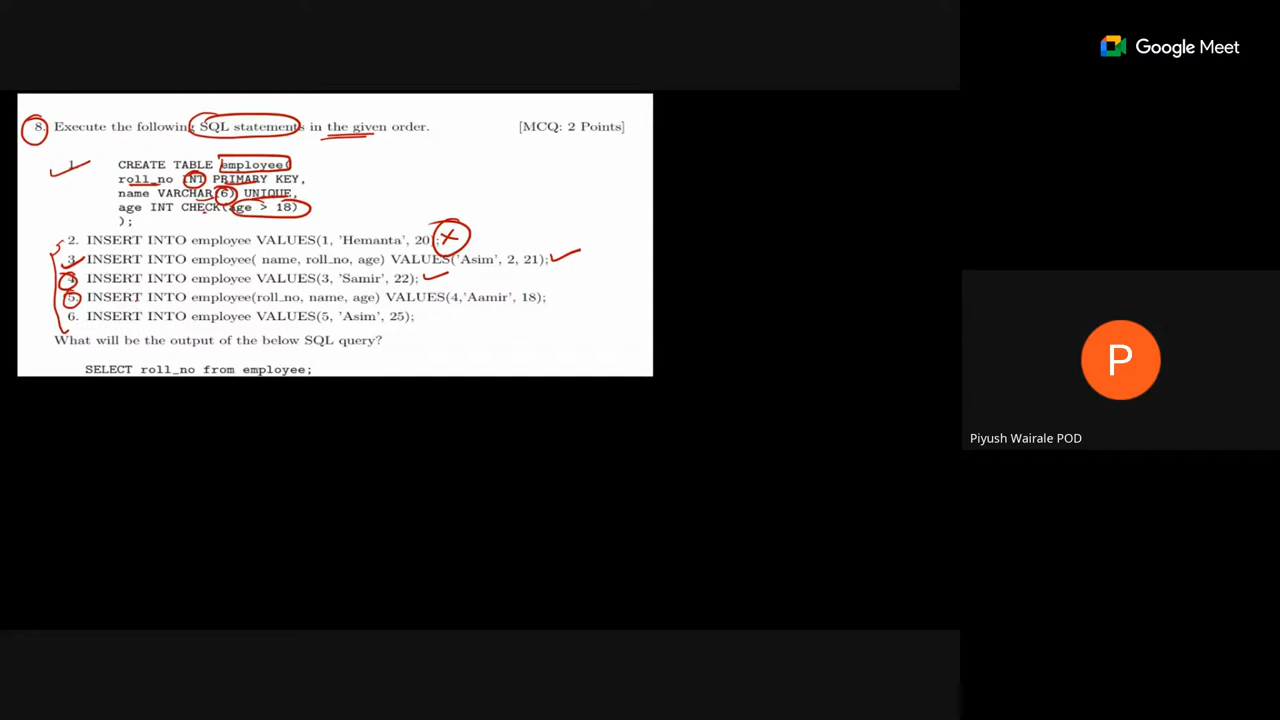 Google Meet
8. Execute the following SQL statements in the given order. [MCQ: 2 Points]
1. CREATE TABLE employee(
roll_no INT PRIMARY KEY,
name VARCHAR(6) UNIQUE,
age INT CHECK(age > 18)
);
2. INSERT INTO employee VALUES(1, 'Hemanta', 20);
3. INSERT INTO employee( name, roll_no, age) VALUES('Asim', 2, 21);
4. INSERT INTO employee VALUES(3, 'Samir', 22);
5. INSERT INTO employee(roll_no, name, age) VALUES(4,'Aamir', 18);
6. INSERT INTO employee VALUES(5, 'Asim', 25);
What will be the output of the below SQL query?
SELECT roll_no from employee;
P
Piyush Wairale POD